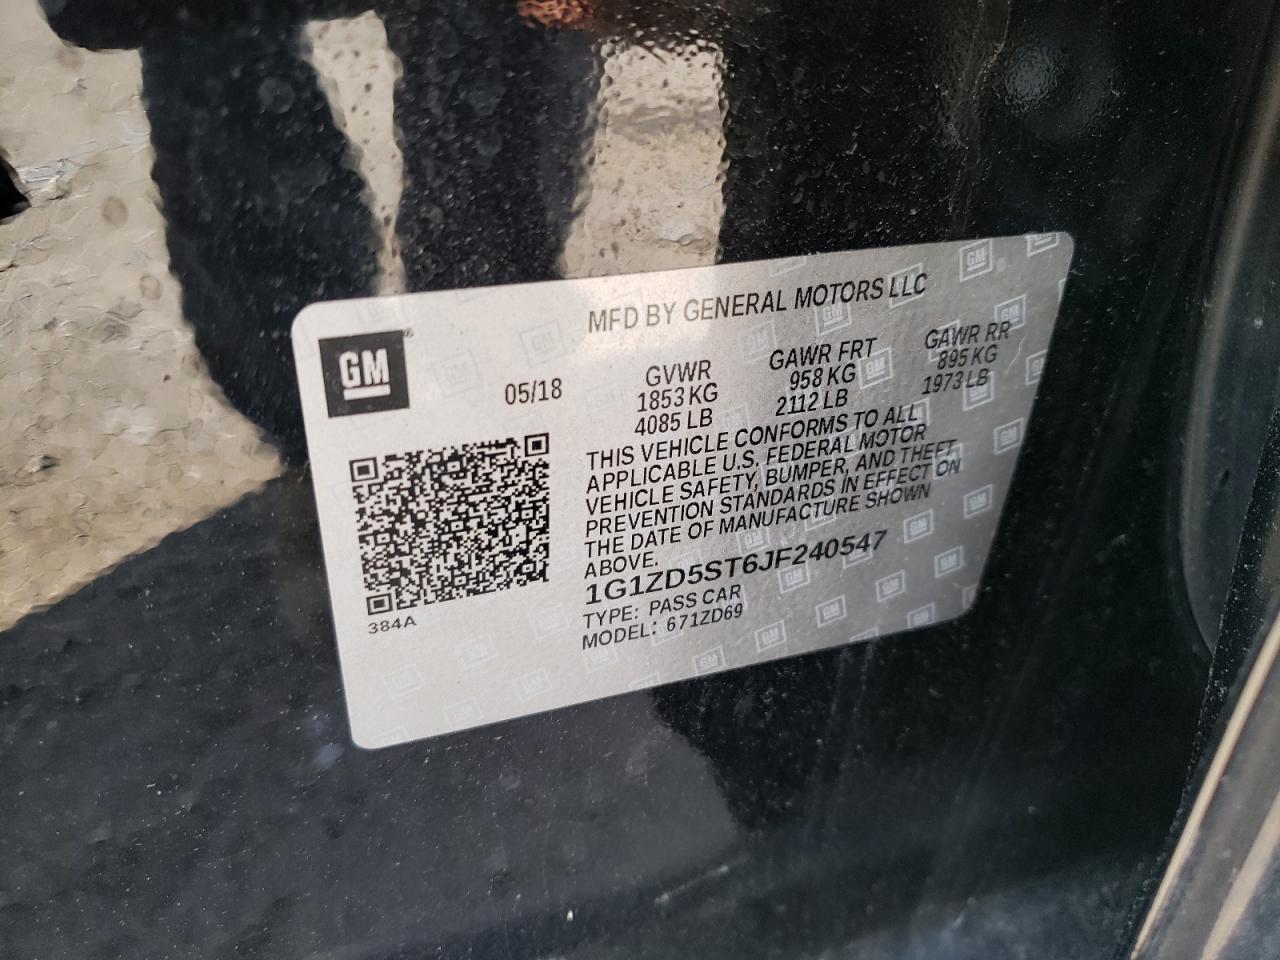 MFD BY GENERAL MOTORS LLC
GM
05/18
GVWR
1853 KG
4085 LB
GAWR FRT
958 KG
2112 LB
GAWR RR
895 KG
1973 LB
THIS VEHICLE CONFORMS TO ALL
APPLICABLE U.S. FEDERAL MOTOR
VEHICLE SAFETY, BUMPER, AND THEFT
PREVENTION STANDARDS IN EFFECT ON
THE DATE OF MANUFACTURE SHOWN
ABOVE.
1G1ZD5ST6JF240547
TYPE: PASS CAR
MODEL: 671ZD69
384A